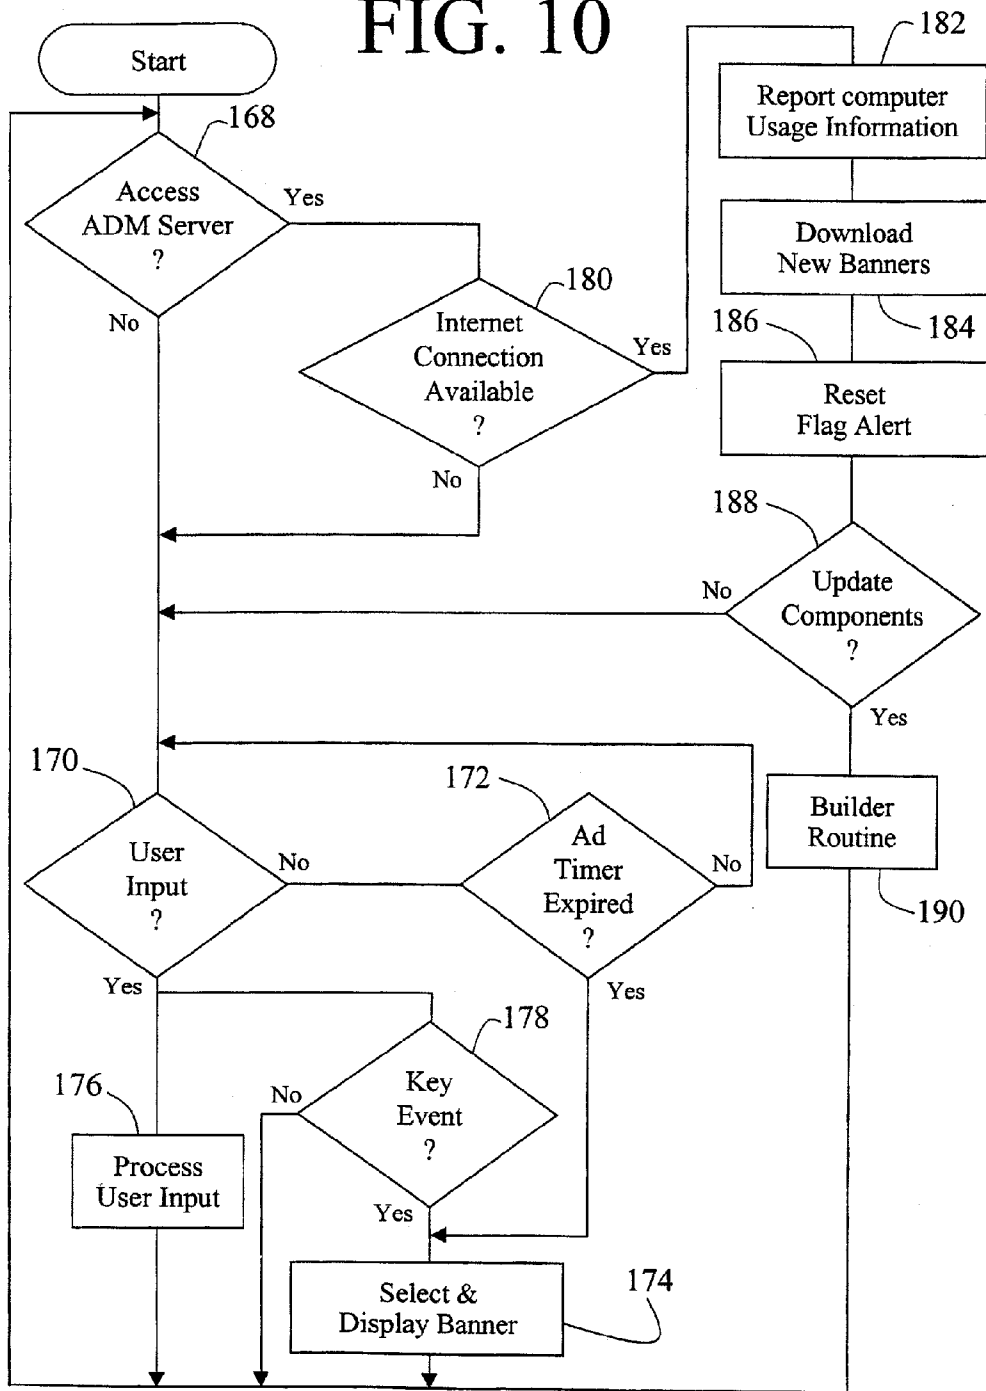 FIG. 10
Start
182
Report computer
Usage Information
168
Access
ADM Server
?
Yes
No
Download
New Banners
184
180
Internet
Connection
Available
?
Yes
No
186
Reset
Flag Alert
188
Update
Components
?
No
Yes
170
User
Input
?
No
Yes
172
Ad
Timer
Expired
?
No
Yes
Builder
Routine
190
178
Key
Event
?
No
Yes
176
Process
User Input
174
Select &
Display Banner